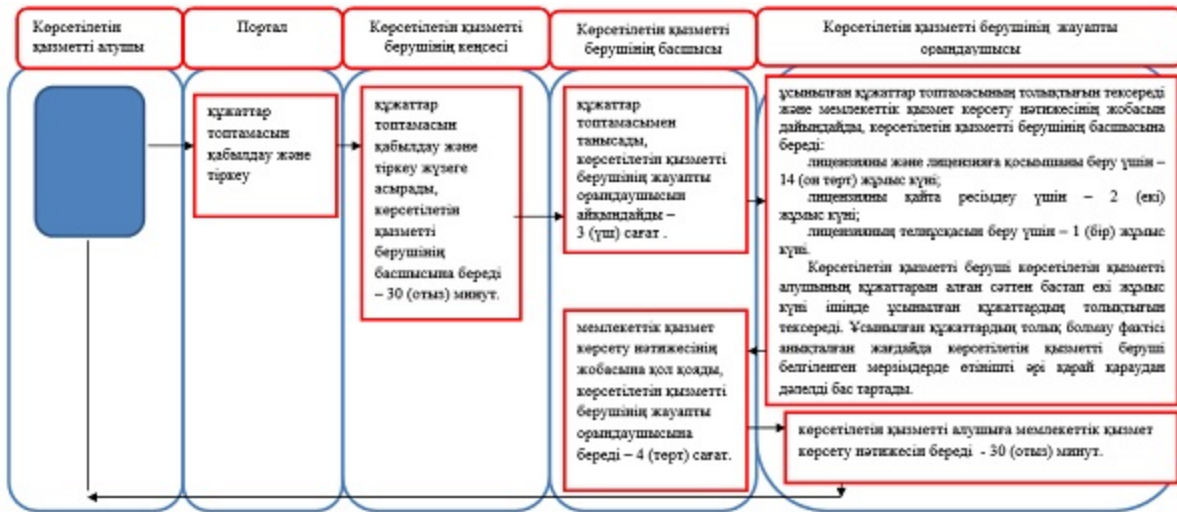 Көрсетілетін
қызметті алушы
Портал
Көрсетілетін қызметті
берушінің кеңсесі
Көрсетілетін қызметті
берушінің басшысы
Көрсетілетін қызметті берушінің жауапты
орындаушысы
құжаттар
топтамасын
қабылдау және
тіркеу
құжаттар
топтамасын
қабылдау және
тіркеу жүзеге
асырады,
көрсетілетін
қызметті
берушінің
басшысына береді
– 30 (отыз) минут.
құжаттар
топтамасымен
танысады,
көрсетілетін қызметті
берушінің жауапты
орындаушысын
айқындайды –
3 (үш) сағат .
ұсынылған құжаттар топтамасының толықтығын тексереді
және мемлекеттік қызмет көрсету нәтижесінің жобасын
дайындайды, көрсетілетін қызметті берушінің басшысына
береді:
лицензияны және лицензияға қосымшаны беру үшін –
14 (он төрт) жұмыс күні;
лицензияны қайта ресімдеу үшін – 2 (екі)
жұмыс күні;
лицензияның телнұсқасын беру үшін – 1 (бір) жұмыс
күні.
Көрсетілетін қызметті беруші көрсетілетін қызметті
алушының құжаттарын алған сәттен бастап екі жұмыс
күні ішінде ұсынылған құжаттардың толықтығын
тексереді. Ұсынылған құжаттардың толық болмау фактісі
анықталған жағдайда көрсетілетін қызметті беруші
белгіленген мерзімдерде өтінішті әрі қарай қараудан
дәлелді бас тартады.
мемлекеттік қызмет
көрсету нәтижесінің
жобасына қол қояды,
көрсетілетін қызметті
берушінің жауапты
орындаушысына
береді – 4 (төрт) сағат.
көрсетілетін қызметті алушыға мемлекеттік қызмет
көрсету нәтижесін береді - 30 (отыз) минут.